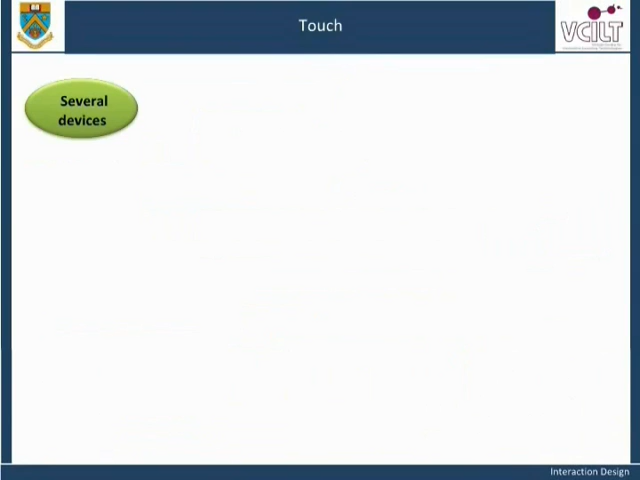 Touch
VCILT
Several
devices
Interaction Design